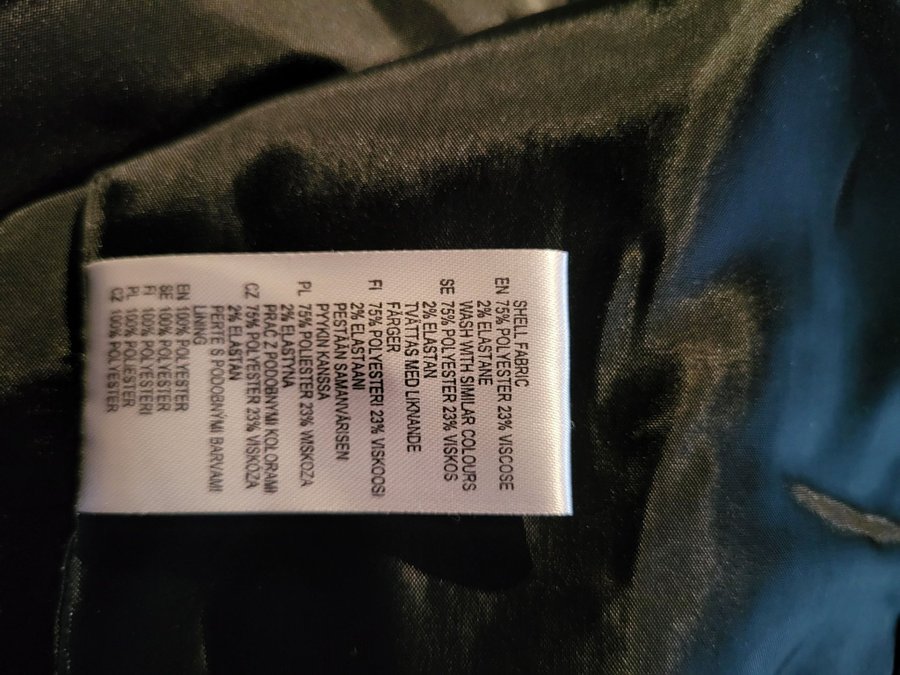 SHELL FABRIC
EN 75% POLYESTER 23% VISCOSE
2% ELASTANE
WASH WITH SIMILAR COLOURS
SE 75% POLYESTER 23% VISKOS
2% ELASTAN
TVÄTTAS MED LIKNANDE
FÄRGER
FI 75% POLYESTERI 23% VISKOOSI
2% ELASTAANI
PESTÄÄN SAMANVÄRISEN
PYYKIN KANSSA
PL 75% POLIESTER 23% WISKOZA
2% ELASTYNA
PRAĆ Z PODOBNYMI KOLORAMI
CZ 75% POLYESTER 23% VISKOZA
2% ELASTAN
PERTE S PODOBNÝMI BARVAMI
LINING
EN 100% POLYESTER
SE 100% POLYESTER
FI 100% POLYESTERI
PL 100% POLIESTER
CZ 100% POLYESTER